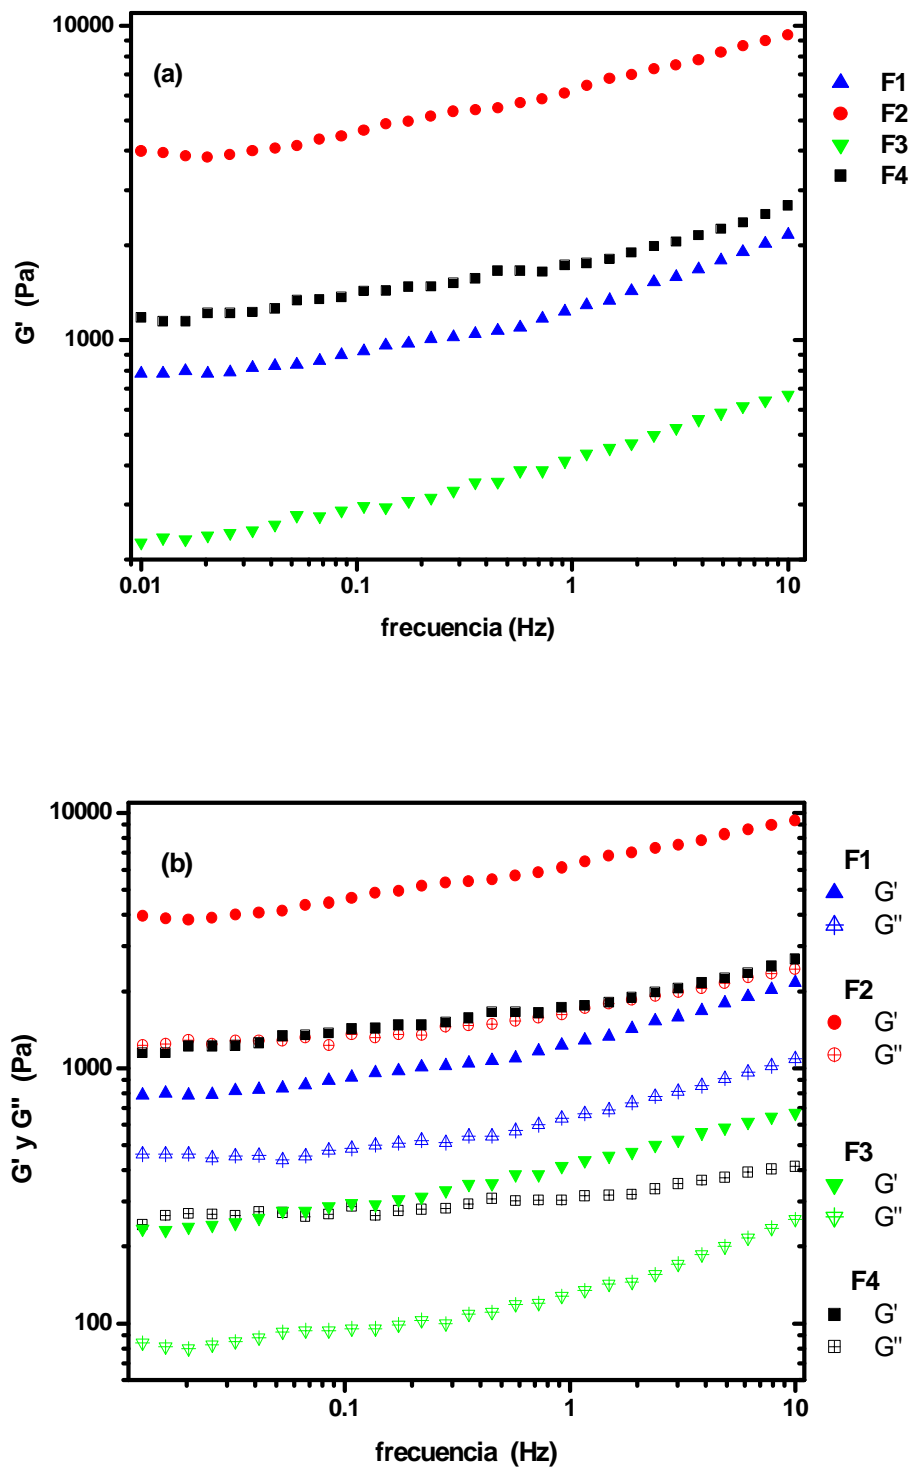 10000
(a)
F1
F2
F3
F4
G' (Pa)
1000
0.01
0.1
1
10
frecuencia (Hz)
10000
(b)
F1
G'
G"
G' y G" (Pa)
1000
F2
G'
G"
F3
G'
G"
100
F4
G'
G"
0.1
1
10
frecuencia (Hz)